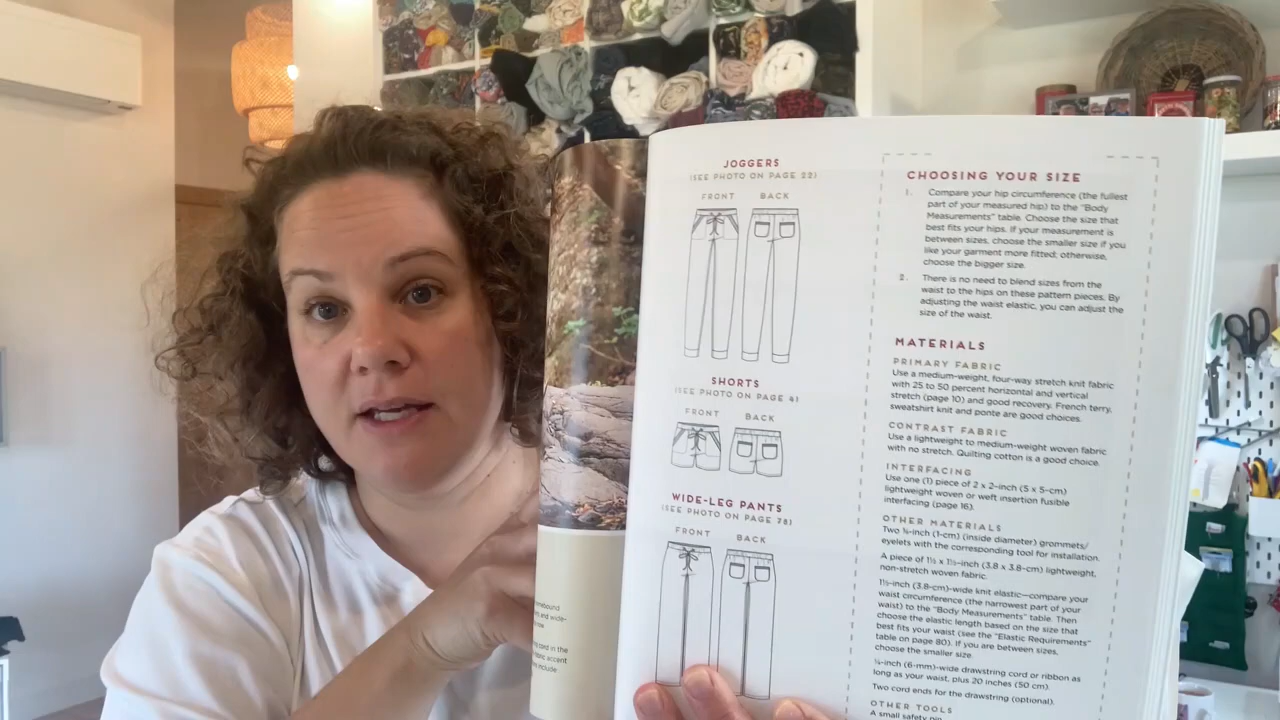 JOGGERS
(SEE PHOTO ON PAGE 22)
FRONT BACK
SHORTS
(SEE PHOTO ON PAGE 4)
FRONT BACK
WIDE-LEG PANTS
(SEE PHOTO ON PAGE 78)
FRONT BACK
CHOOSING YOUR SIZE
1. Compare your hip circumference (the fullest
part of your measured hip) to the "Body
Measurements" table. Choose the size that
best fits your hips. If your measurement is
between sizes, choose the smaller size if you
like your garment more fitted; otherwise,
choose the bigger size.
2. There is no need to blend sizes from the
waist to the hips on these pattern pieces. By
adjusting the waist elastic, you can adjust the
size of the waist.
MATERIALS
PRIMARY FABRIC
Use a medium-weight, four-way stretch knit fabric
with 25 to 50 percent horizontal and vertical
stretch (page 10) and good recovery. French terry,
sweatshirt knit and ponte are good choices.
CONTRAST FABRIC
Use a lightweight to medium-weight woven fabric
with no stretch. Quilting cotton is a good choice.
INTERFACING
Use one (1) piece of 2 x 2-inch (5 x 5-cm)
lightweight woven or weft insertion fusible
interfacing (page 16).
OTHER MATERIALS
Two ⅜-inch (1-cm) (inside diameter) grommets/
eyelets with the corresponding tool for installation.
A piece of 1½ x 1½-inch (3.8 x 3.8-cm) lightweight,
non-stretch woven fabric.
1½-inch (3.8-cm)-wide knit elastic—compare your
waist circumference (the narrowest part of your
waist) to the "Body Measurements" table. Then
choose the elastic length based on the size that
best fits your waist (see the "Elastic Requirements"
table on page 80). If you are between sizes,
choose the smaller size.
¼-inch (6-mm)-wide drawstring cord or ribbon as
long as your waist, plus 20 inches (50 cm).
Two cord ends for the drawstring (optional).
OTHER TOOLS
A small safety pin
cord in the
accent
include